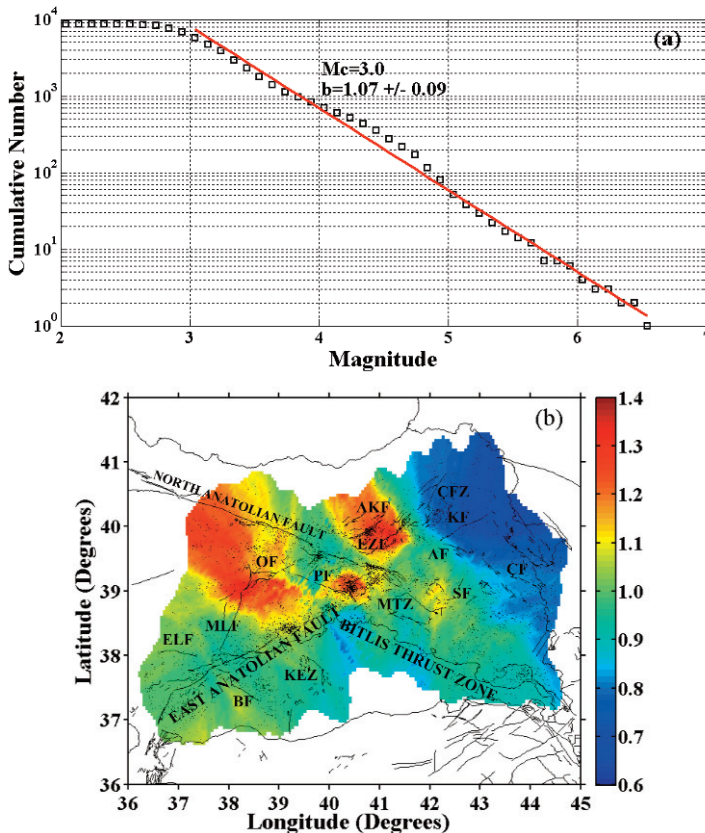 (a)
Mc=3.0
b=1.07 +/- 0.09
10^4
10^3
10^2
10^1
10^0
Cumulative Number
2 3 4 5 6 7
Magnitude
(b)
42
41
40
39
38
37
36
Latitude (Degrees)
NORTH ANATOLIAN FAULT
ÇFZ
AKF
KF
EZF
AF
ÇF
OF
PF
SF
MTZ
MLF
ELF
EAST ANATOLIAN FAULT
BITLIS THRUST ZONE
KEZ
BF
36 37 38 39 40 41 42 43 44 45
Longitude (Degrees)
1.4
1.3
1.2
1.1
1.0
0.9
0.8
0.7
0.6